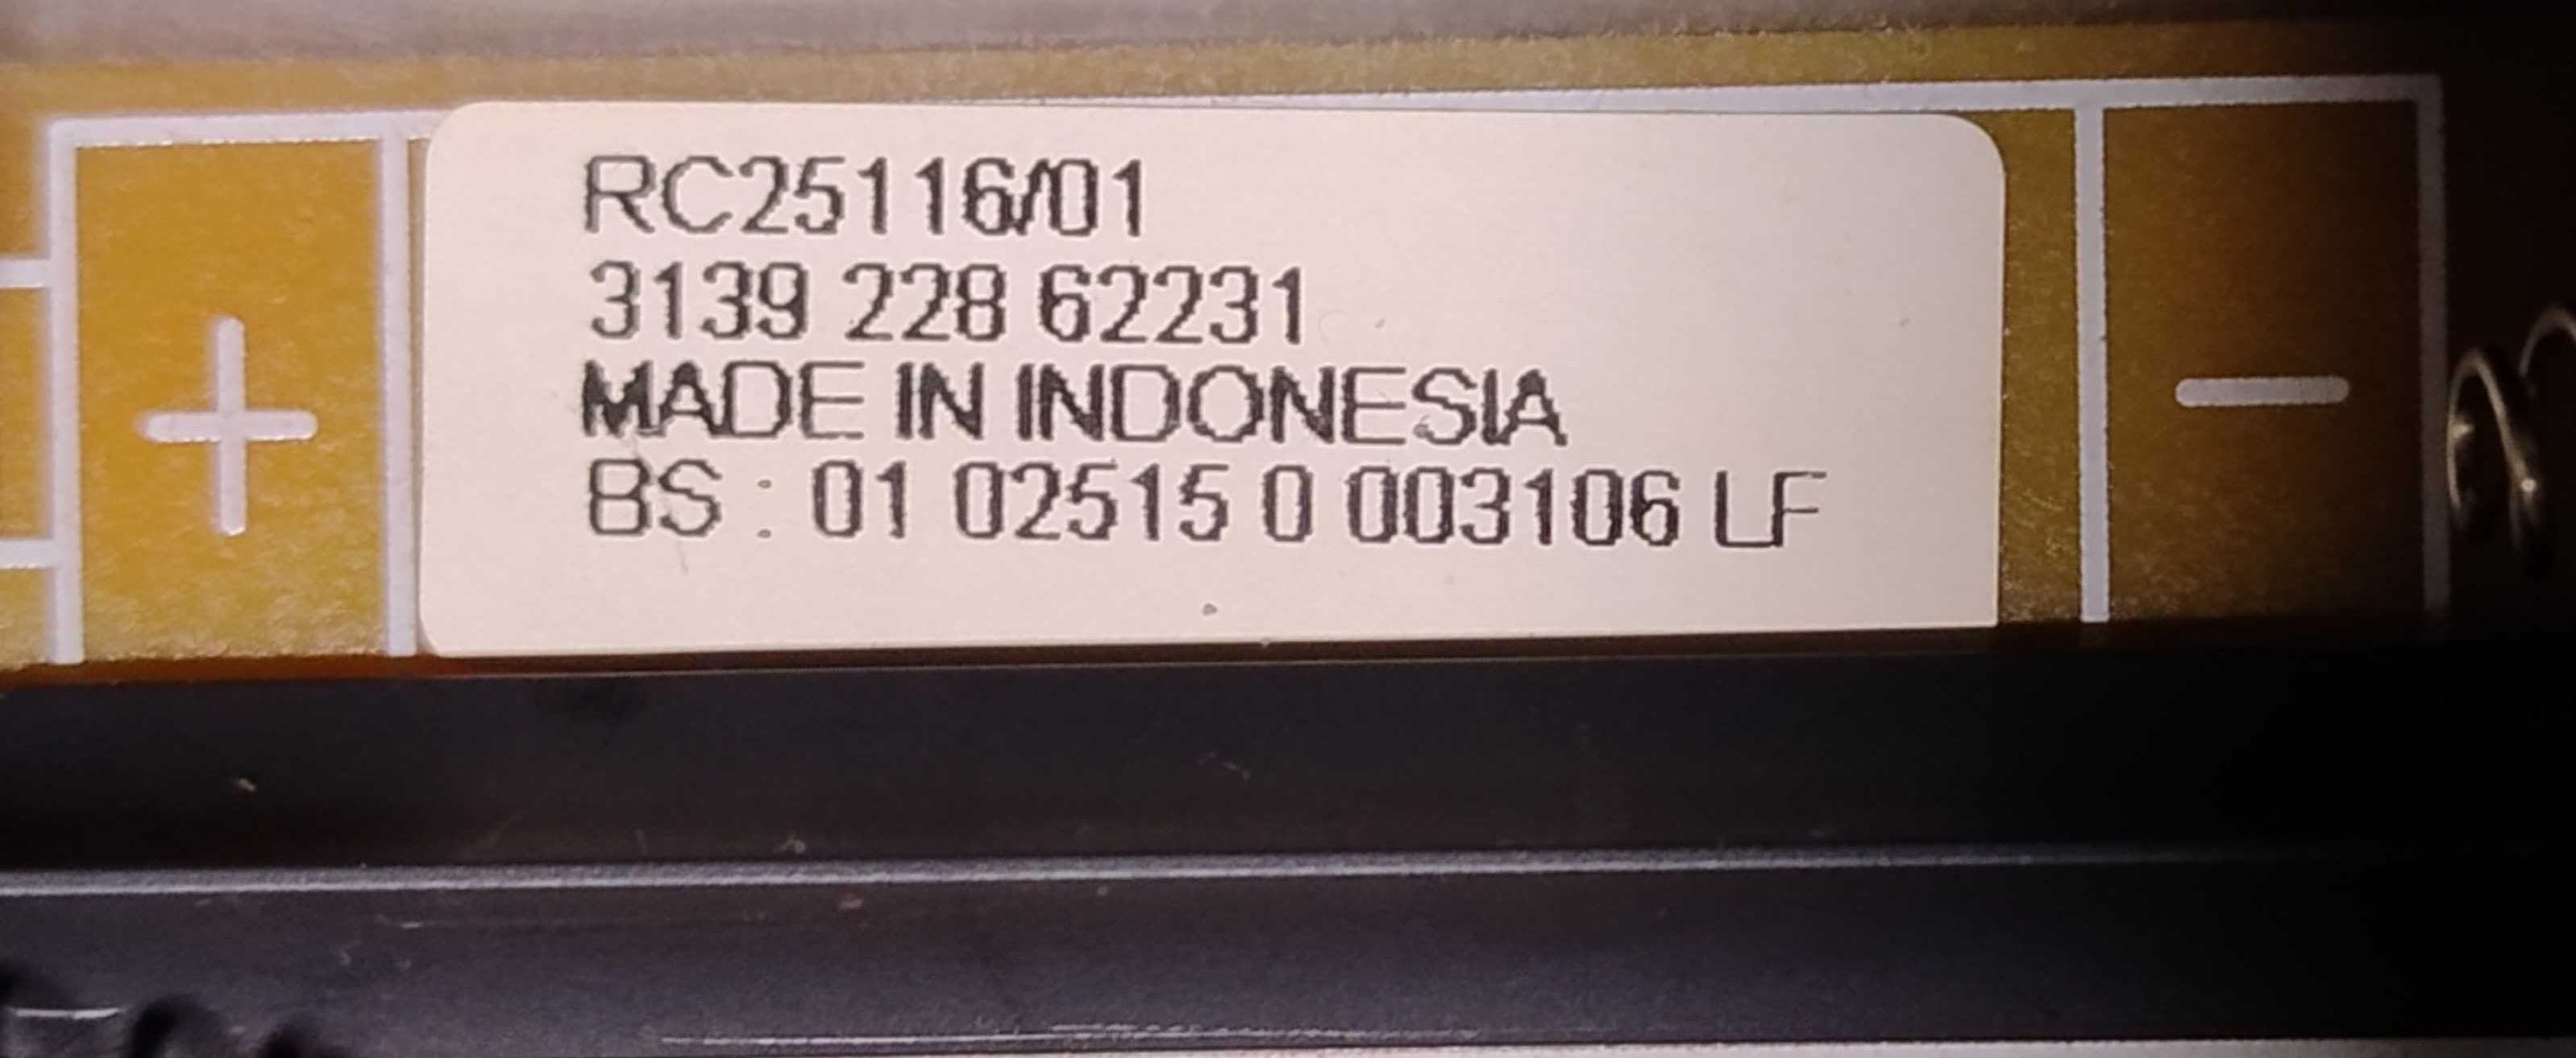 RC25116/01
3139 228 62231
MADE IN INDONESIA
BS : 01 02515 0 003106 LF
+
−